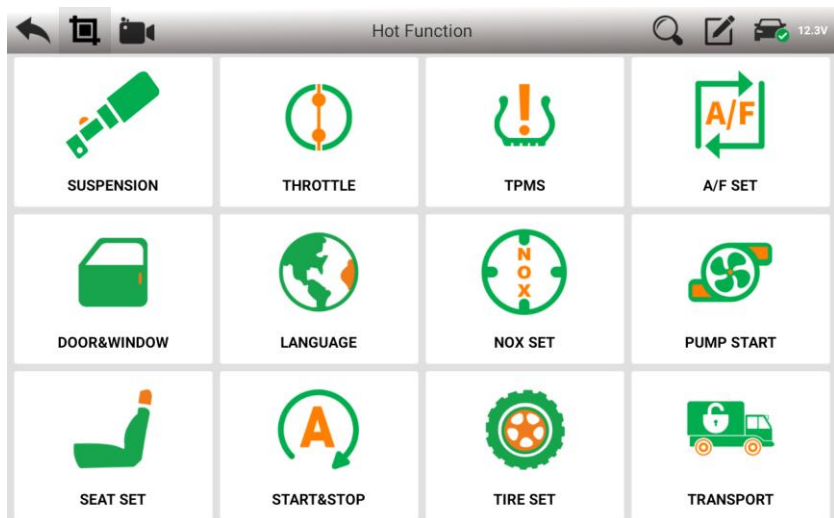 Hot Function
12.3V
A/F
SUSPENSION
THROTTLE
TPMS
A/F SET
NOX
DOOR&WINDOW
LANGUAGE
NOX SET
PUMP START
A
SEAT SET
START&STOP
TIRE SET
TRANSPORT